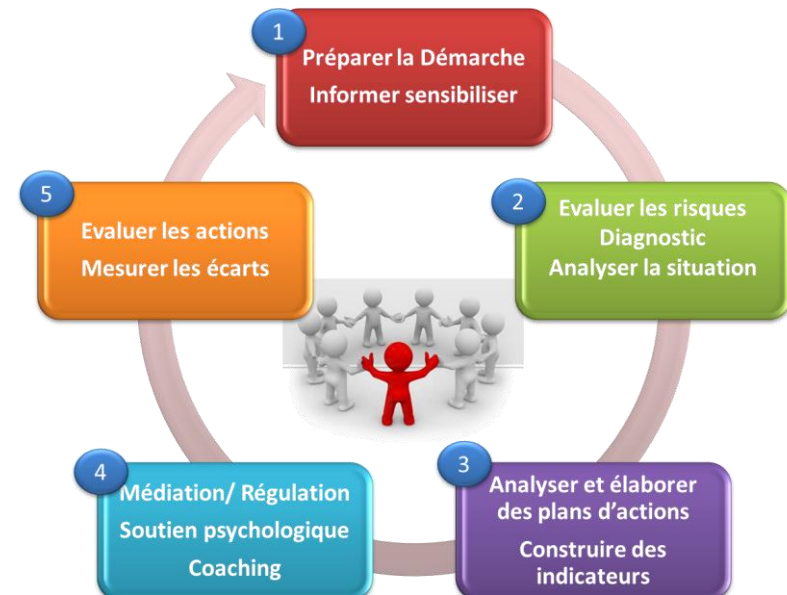 1
Préparer la Démarche
Informer sensibiliser
2
Evaluer les risques
Diagnostic
Analyser la situation
3
Analyser et élaborer
des plans d’actions
Construire des
indicateurs
4
Médiation/ Régulation
Soutien psychologique
Coaching
5
Evaluer les actions
Mesurer les écarts